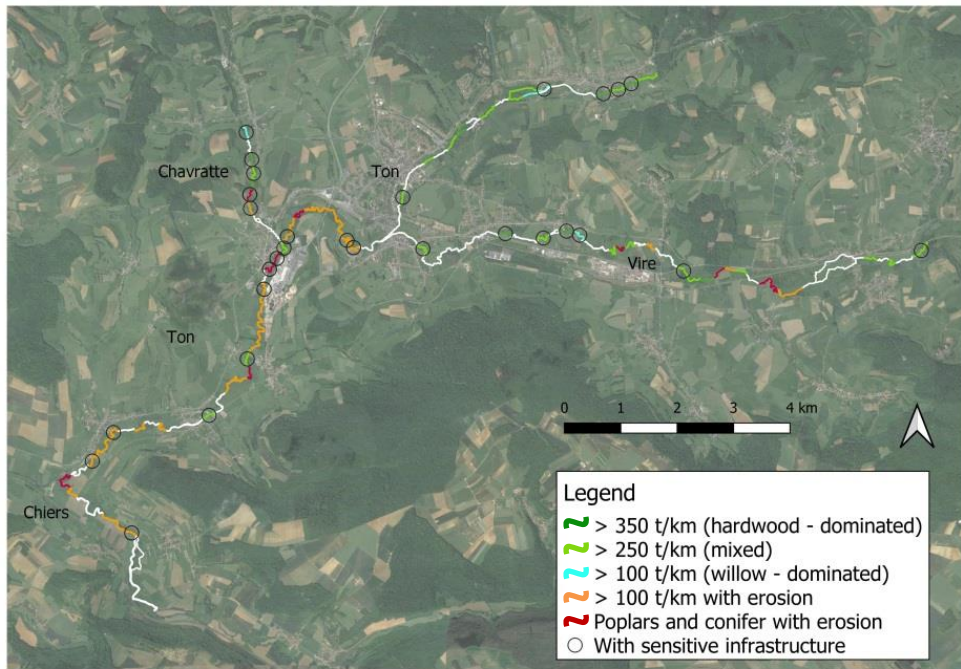 Chavratte
Ton
Vire
Ton
0 1 2 3 4 km
Chiers
Legend
> 350 t/km (hardwood - dominated)
> 250 t/km (mixed)
> 100 t/km (willow - dominated)
> 100 t/km with erosion
Poplars and conifer with erosion
With sensitive infrastructure